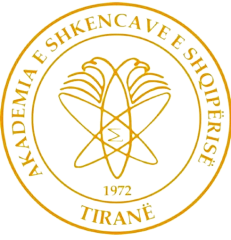 AKADEMIA E SHKENCAVE E SHQIPËRISË
Σ
1972
TIRANË